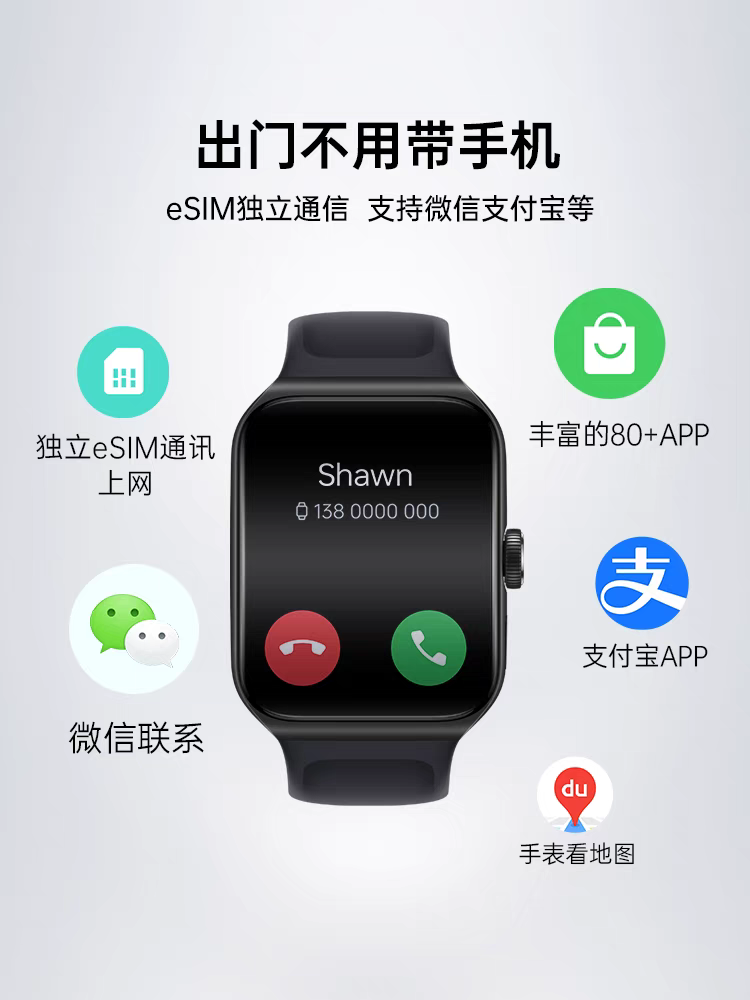 出门不用带手机
eSIM独立通信 支持微信支付宝等
独立eSIM通讯
上网
丰富的80+APP
Shawn
138 0000 000
支
支付宝APP
微信联系
du
手表看地图